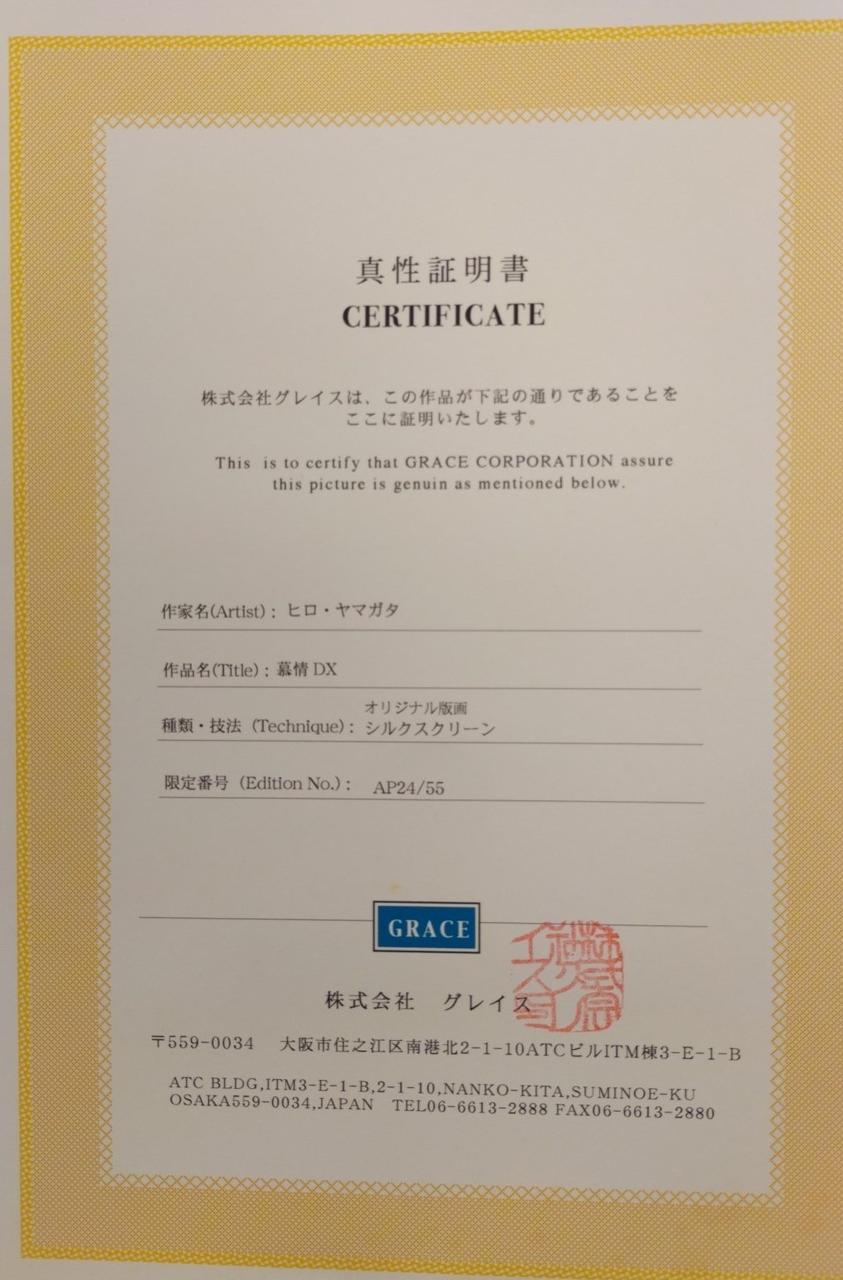 真性証明書
CERTIFICATE
株式会社グレイスは、この作品が下記の通りであることを
ここに証明いたします。
This is to certify that GRACE CORPORATION assure
this picture is genuin as mentioned below.
作家名(Artist)：ヒロ・ヤマガタ
作品名(Title)：慕情 DX
オリジナル版画
種類・技法（Technique)：シルクスクリーン
限定番号（Edition No.)： AP24/55
GRACE
株式会社 グレイス
〒559-0034 大阪市住之江区南港北2-1-10ATCビルITM棟3-E-1-B
ATC BLDG,ITM3-E-1-B,2-1-10,NANKO-KITA,SUMINOE-KU
OSAKA559-0034,JAPAN TEL06-6613-2888 FAX06-6613-2880